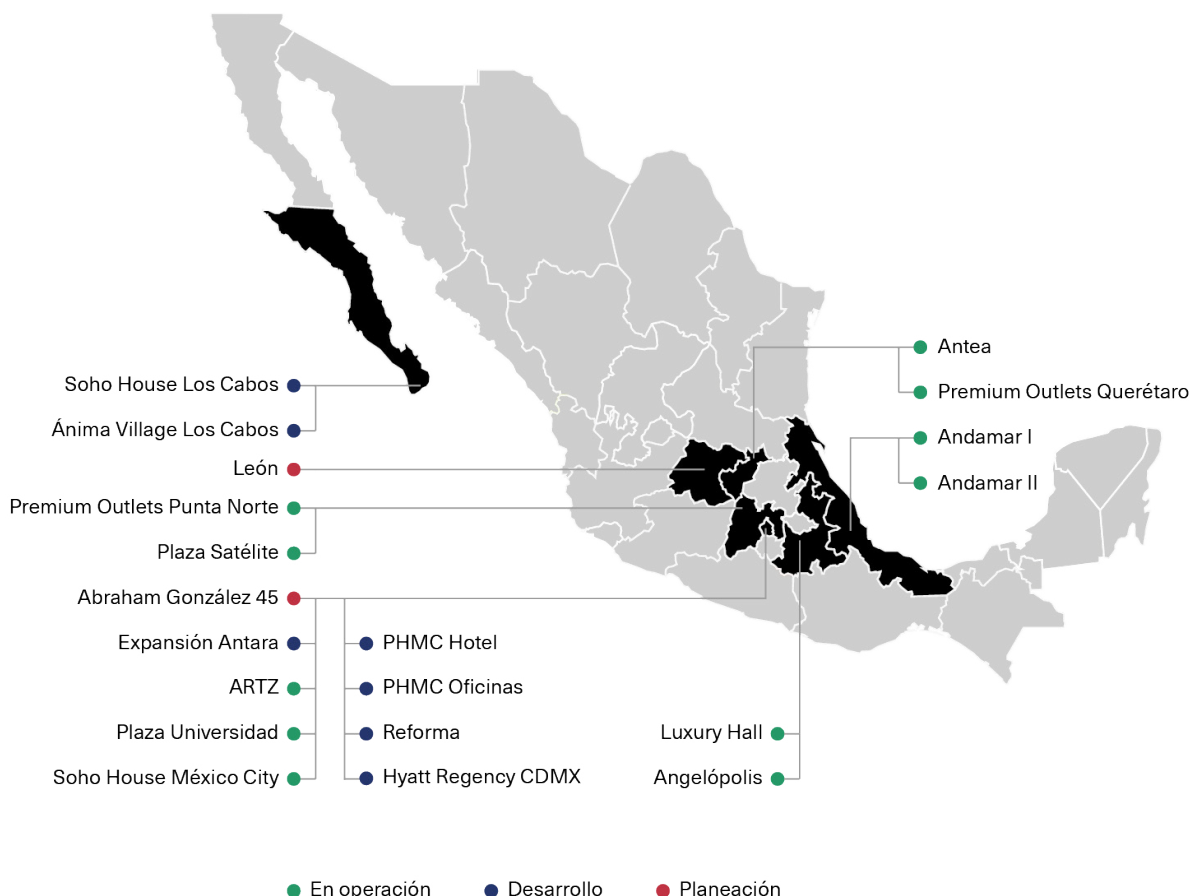 Antea
Premium Outlets Querétaro
Andamar I
Andamar II
Soho House Los Cabos
Ánima Village Los Cabos
León
Premium Outlets Punta Norte
Plaza Satélite
Abraham González 45
Expansión Antara
ARTZ
Plaza Universidad
Soho House México City
PHMC Hotel
PHMC Oficinas
Reforma
Hyatt Regency CDMX
Luxury Hall
Angelópolis
En operación
Desarrollo
Planeación